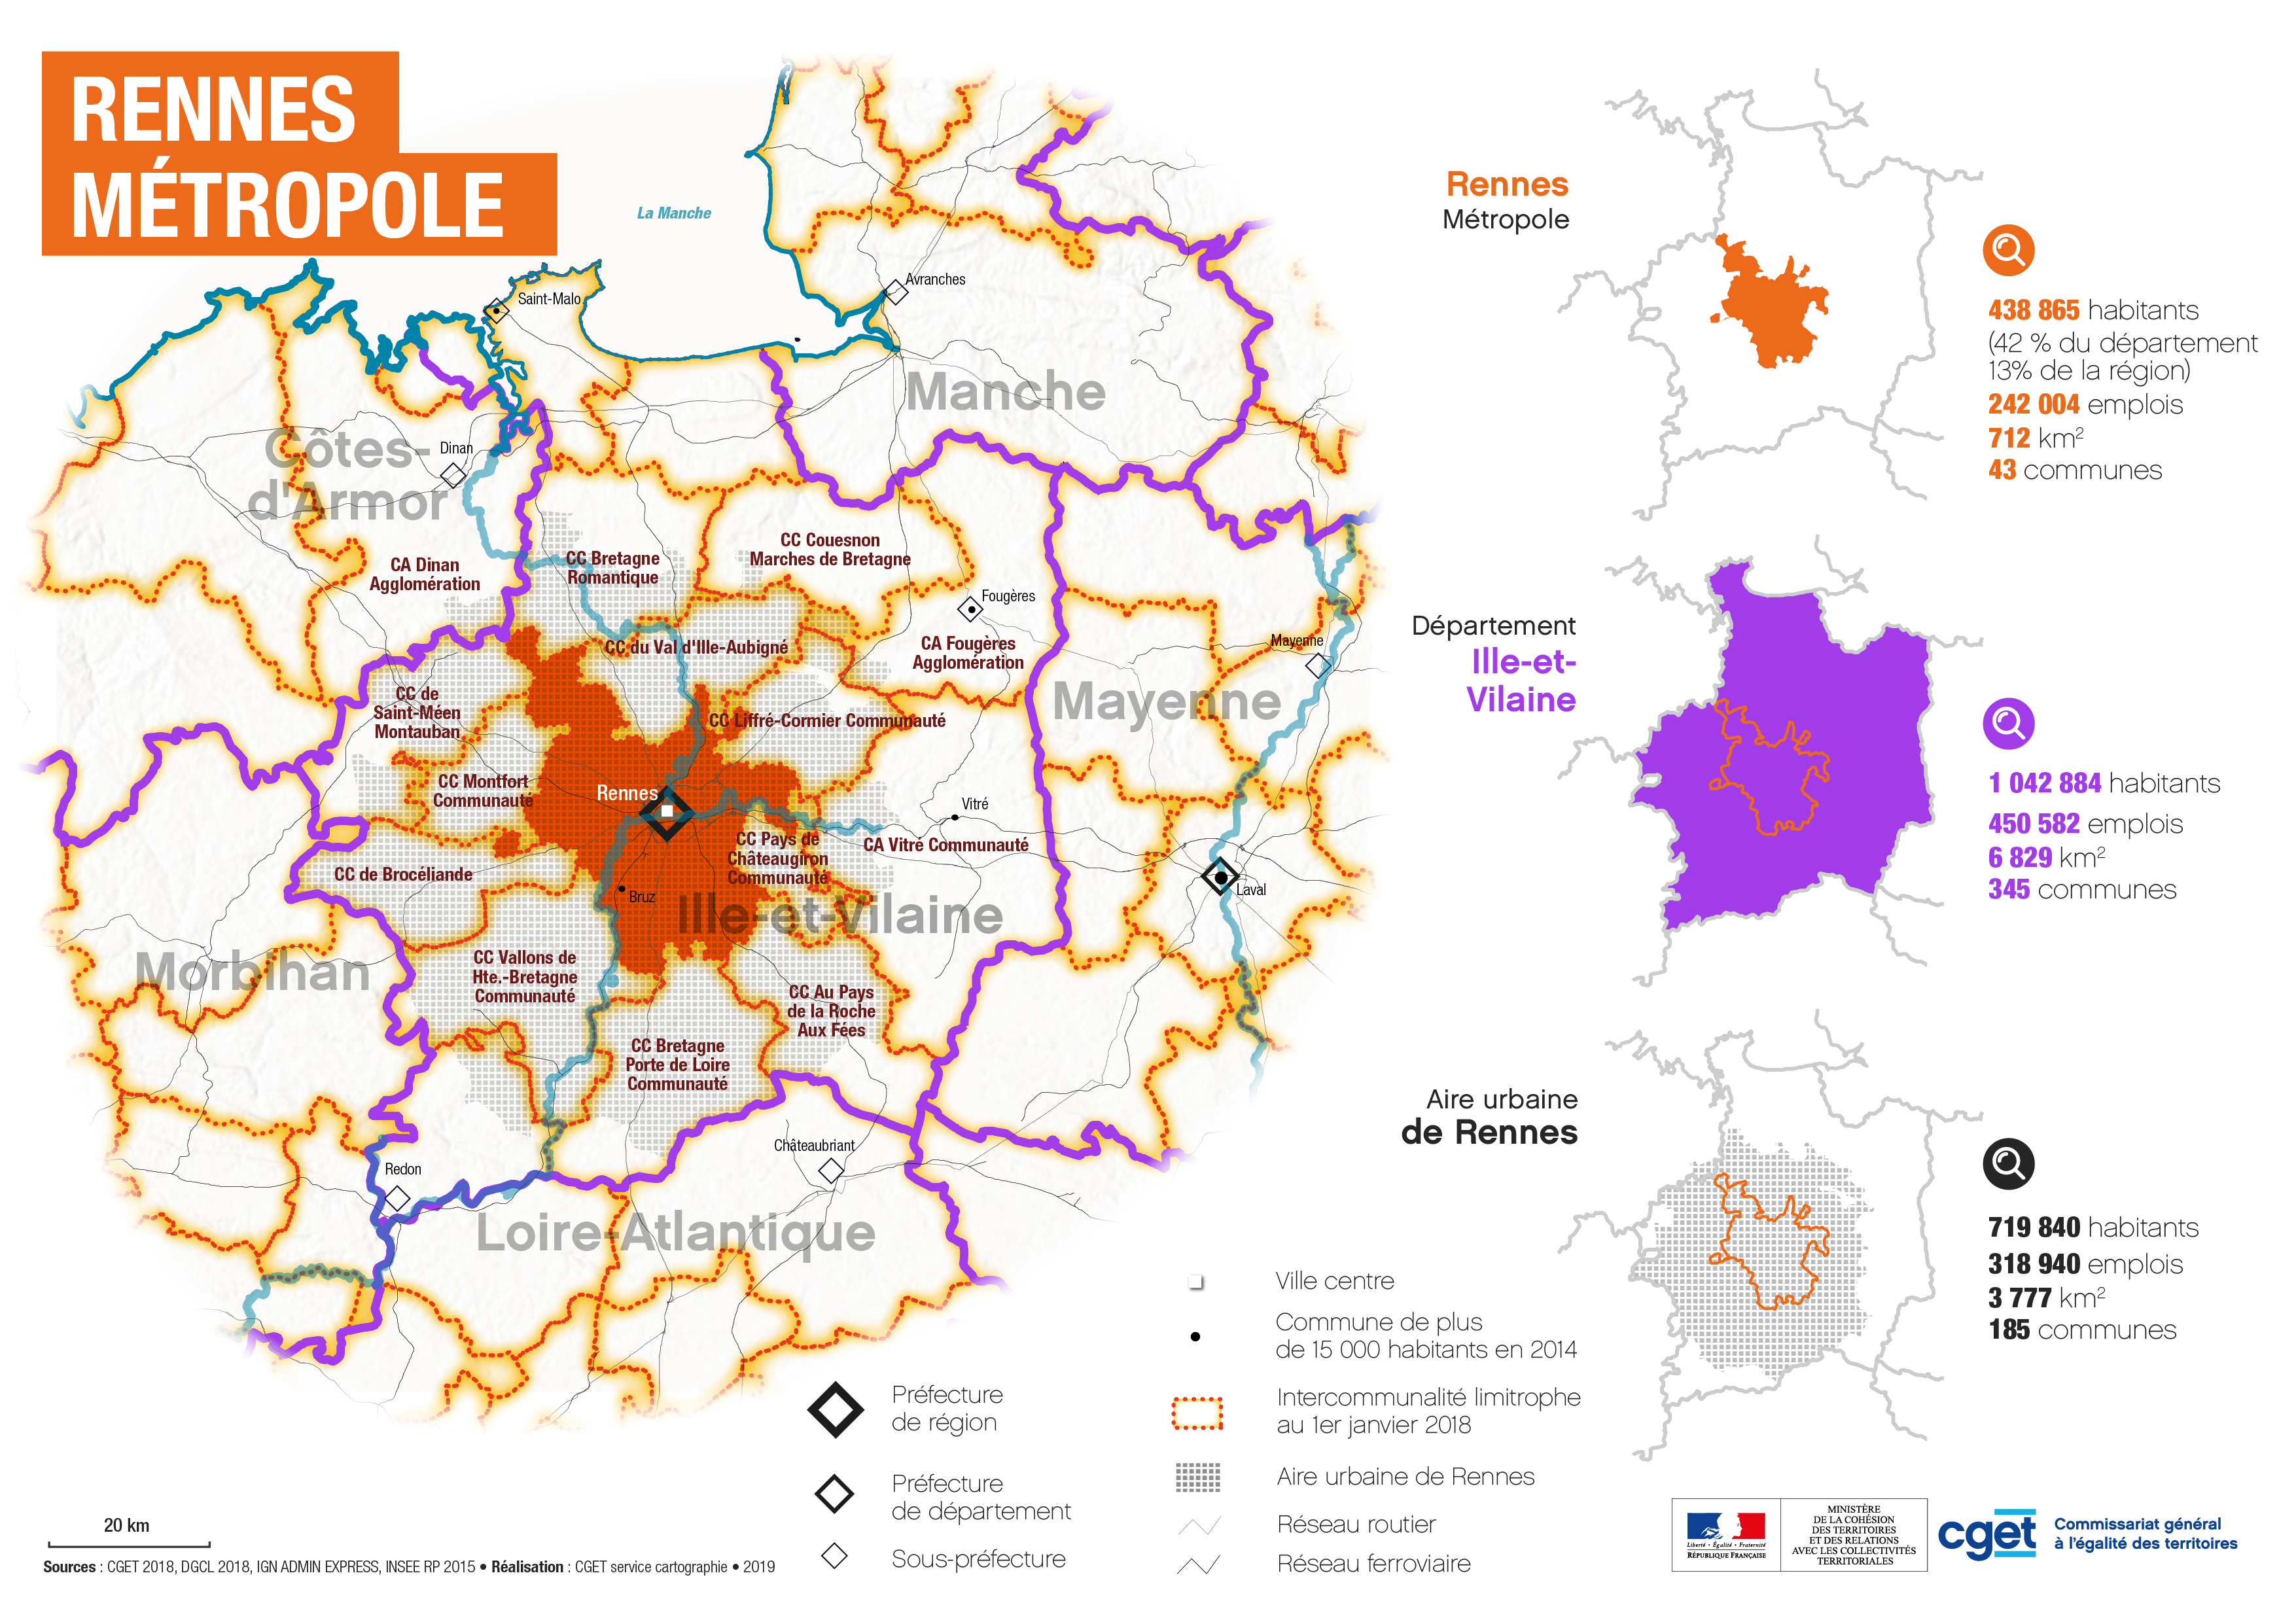 RENNES
MÉTROPOLE
La Manche
Saint-Malo
Avranches
Manche
Côtes-
d'Armor
Dinan
CA Dinan
Agglomération
CC Bretagne
Romantique
CC Couesnon
Marches de Bretagne
Fougères
CA Fougères
Agglomération
CC du Val d'Ille-Aubigné
Mayenne
Mayenne
CC de
Saint-Méen
Montauban
CC Liffré-Cormier Communauté
CC Montfort
Communauté
Rennes
Vitré
CC Pays de
Châteaugiron
Communauté
CA Vitré Communauté
CC de Brocéliande
Bruz
Laval
Ille-et-Vilaine
Morbihan
CC Vallons de
Hte.-Bretagne
Communauté
CC Au Pays
de la Roche
Aux Fées
CC Bretagne
Porte de Loire
Communauté
Châteaubriant
Redon
Loire-Atlantique
Rennes
Métropole
438 865 habitants
(42 % du département
13% de la région)
242 004 emplois
712 km²
43 communes
Département
Ille-et-
Vilaine
1 042 884 habitants
450 582 emplois
6 829 km²
345 communes
Aire urbaine
de Rennes
719 840 habitants
318 940 emplois
3 777 km²
185 communes
Préfecture
de région
Préfecture
de département
Sous-préfecture
Ville centre
Commune de plus
de 15 000 habitants en 2014
Intercommunalité limitrophe
au 1er janvier 2018
Aire urbaine de Rennes
Réseau routier
Réseau ferroviaire
20 km
Sources : CGET 2018, DGCL 2018, IGN ADMIN EXPRESS, INSEE RP 2015 • Réalisation : CGET service cartographie • 2019
Liberté • Égalité • Fraternité
RÉPUBLIQUE FRANÇAISE
MINISTÈRE
DE LA COHÉSION
DES TERRITOIRES
ET DES RELATIONS
AVEC LES COLLECTIVITÉS
TERRITORIALES
cget
Commissariat général
à l'égalité des territoires